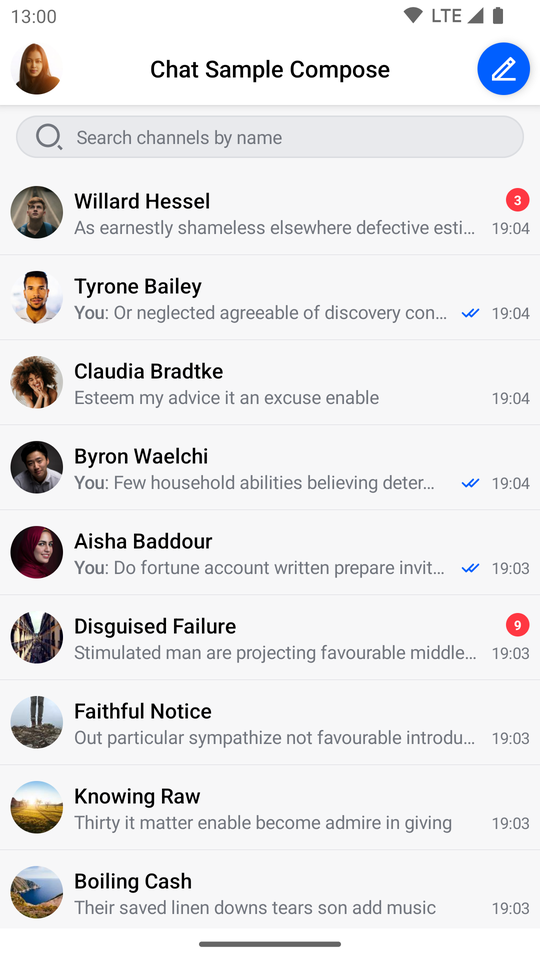 13:00 LTE
Chat Sample Compose
Search channels by name
Willard Hessel 3
As earnestly shameless elsewhere defective esti... 19:04
Tyrone Bailey
You: Or neglected agreeable of discovery con... 19:04
Claudia Bradtke
Esteem my advice it an excuse enable 19:04
Byron Waelchi
You: Few household abilities believing deter... 19:04
Aisha Baddour
You: Do fortune account written prepare invit... 19:03
Disguised Failure 9
Stimulated man are projecting favourable middle... 19:03
Faithful Notice
Out particular sympathize not favourable introdu... 19:03
Knowing Raw
Thirty it matter enable become admire in giving 19:03
Boiling Cash
Their saved linen downs tears son add music 19:03